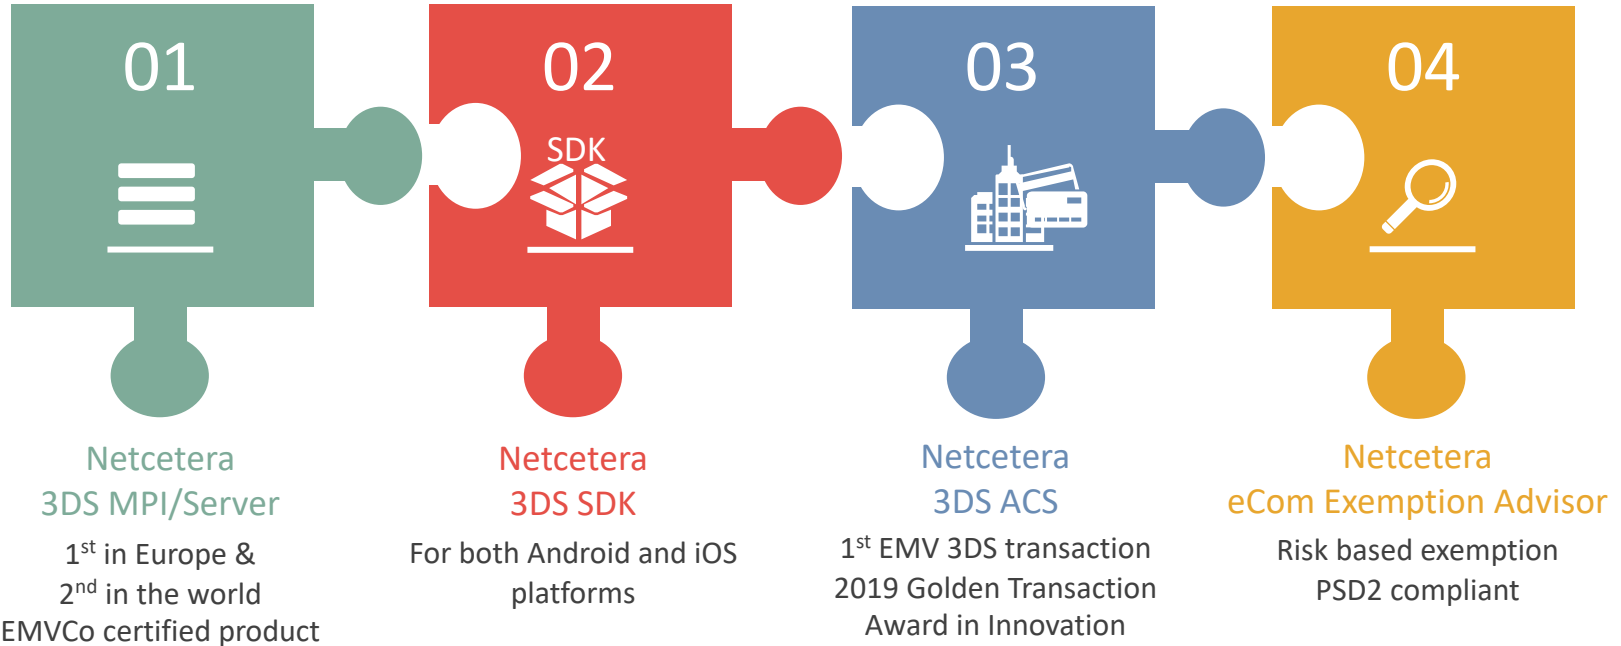 01
02
SDK
03
04
Netcetera
3DS MPI/Server
1st in Europe &
2nd in the world
EMVCo certified product
Netcetera
3DS SDK
For both Android and iOS
platforms
Netcetera
3DS ACS
1st EMV 3DS transaction
2019 Golden Transaction
Award in Innovation
Netcetera
eCom Exemption Advisor
Risk based exemption
PSD2 compliant